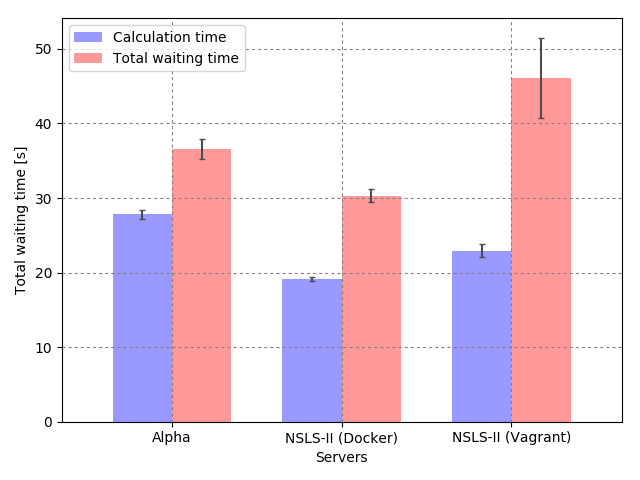 Calculation time
Total waiting time
Total waiting time [s]
50
40
30
20
10
0
Alpha
NSLS-II (Docker)
NSLS-II (Vagrant)
Servers